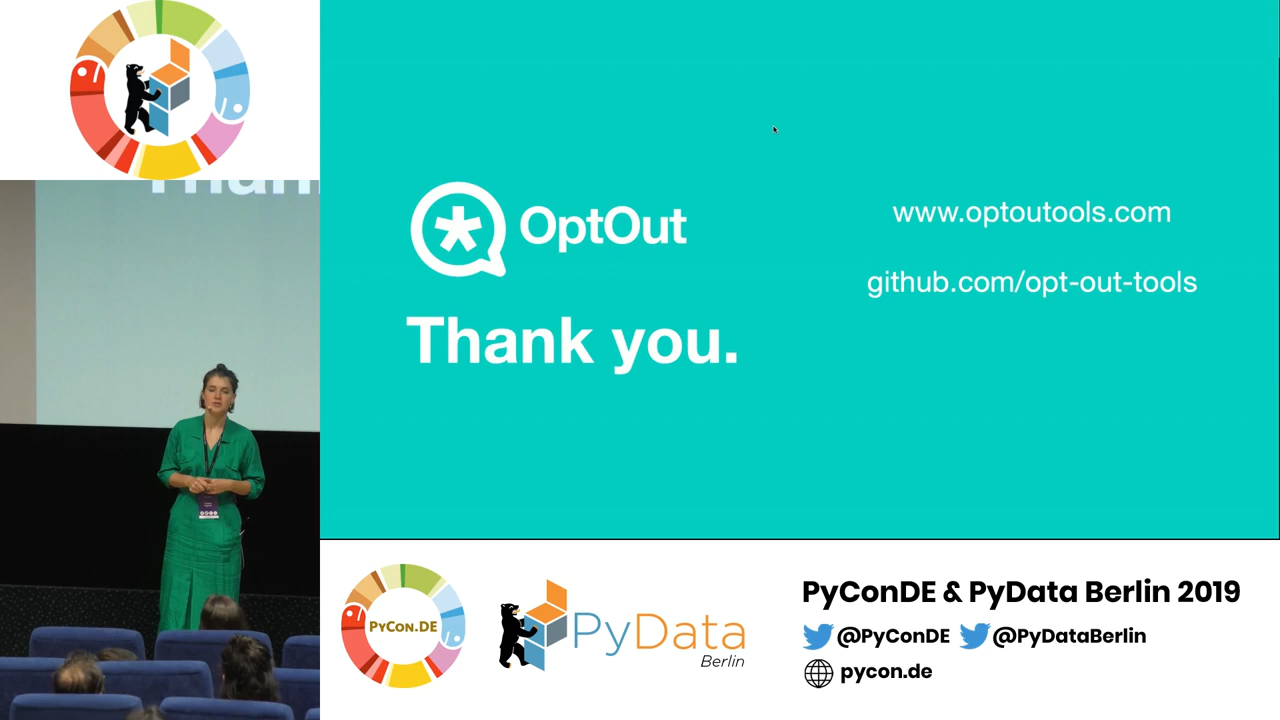 Than
OptOut
Thank you.
www.optoutools.com
github.com/opt-out-tools
PyCon.DE
PyData
Berlin
PyConDE & PyData Berlin 2019
@PyConDE @PyDataBerlin
pycon.de